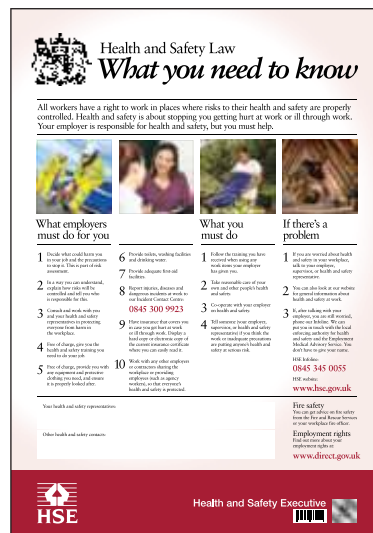 Health and Safety Law
What you need to know
All workers have a right to work in places where risks to their health and safety are properly
controlled. Health and safety is about stopping you getting hurt at work or ill through work.
Your employer is responsible for health and safety, but you must help.
What employers
must do for you
1 Decide what could harm you
in your job and the precautions
to stop it. This is part of risk
assessment.
2 In a way you can understand,
explain how risks will be
controlled and tell you who
is responsible for this.
3 Consult and work with you
and your health and safety
representatives in protecting
everyone from harm in
the workplace.
4 Free of charge, give you the
health and safety training you
need to do your job.
5 Free of charge, provide you with
any equipment and protective
clothing you need, and ensure
it is properly looked after.
6 Provide toilets, washing facilities
and drinking water.
7 Provide adequate first-aid
facilities.
8 Report injuries, diseases and
dangerous incidents at work to
our Incident Contact Centre:
0845 300 9923
9 Have insurance that covers you
in case you get hurt at work
or ill through work. Display a
hard copy or electronic copy of
the current insurance certificate
where you can easily read it.
10 Work with any other employers
or contractors sharing the
workplace or providing
employees (such as agency
workers), so that everyone's
health and safety is protected.
What you
must do
1 Follow the training you have
received when using any
work items your employer
has given you.
2 Take reasonable care of your
own and other people's health
and safety.
3 Co-operate with your employer
on health and safety.
4 Tell someone (your employer,
supervisor, or health and safety
representative) if you think the
work or inadequate precautions
are putting anyone's health and
safety at serious risk.
If there's a
problem
1 If you are worried about health
and safety in your workplace,
talk to your employer,
supervisor, or health and safety
representative.
2 You can also look at our website
for general information about
health and safety at work.
3 If, after talking with your
employer, you are still worried,
phone our Infoline. We can
put you in touch with the local
enforcing authority for health
and safety and the Employment
Medical Advisory Service. You
don't have to give your name.
HSE Infoline:
0845 345 0055
HSE website:
www.hse.gov.uk
Fire safety
You can get advice on fire safety
from the Fire and Rescue Services
or your workplace fire officer.
Employment rights
Find out more about your
employment rights at:
www.direct.gov.uk
Your health and safety representatives:
Other health and safety contacts:
HSE
Health and Safety Executive